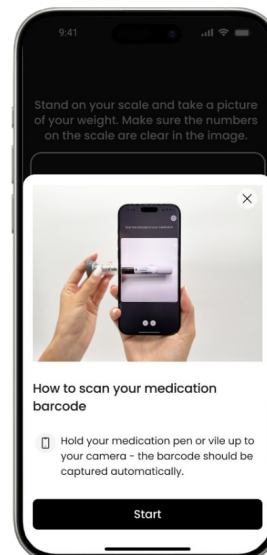 9:41
Stand on your scale and take a picture
of your weight. Make sure the numbers
on the scale are clear in the image.
How to scan your medication
barcode
Hold your medication pen or vile up to
your camera - the barcode should be
captured automatically.
Start